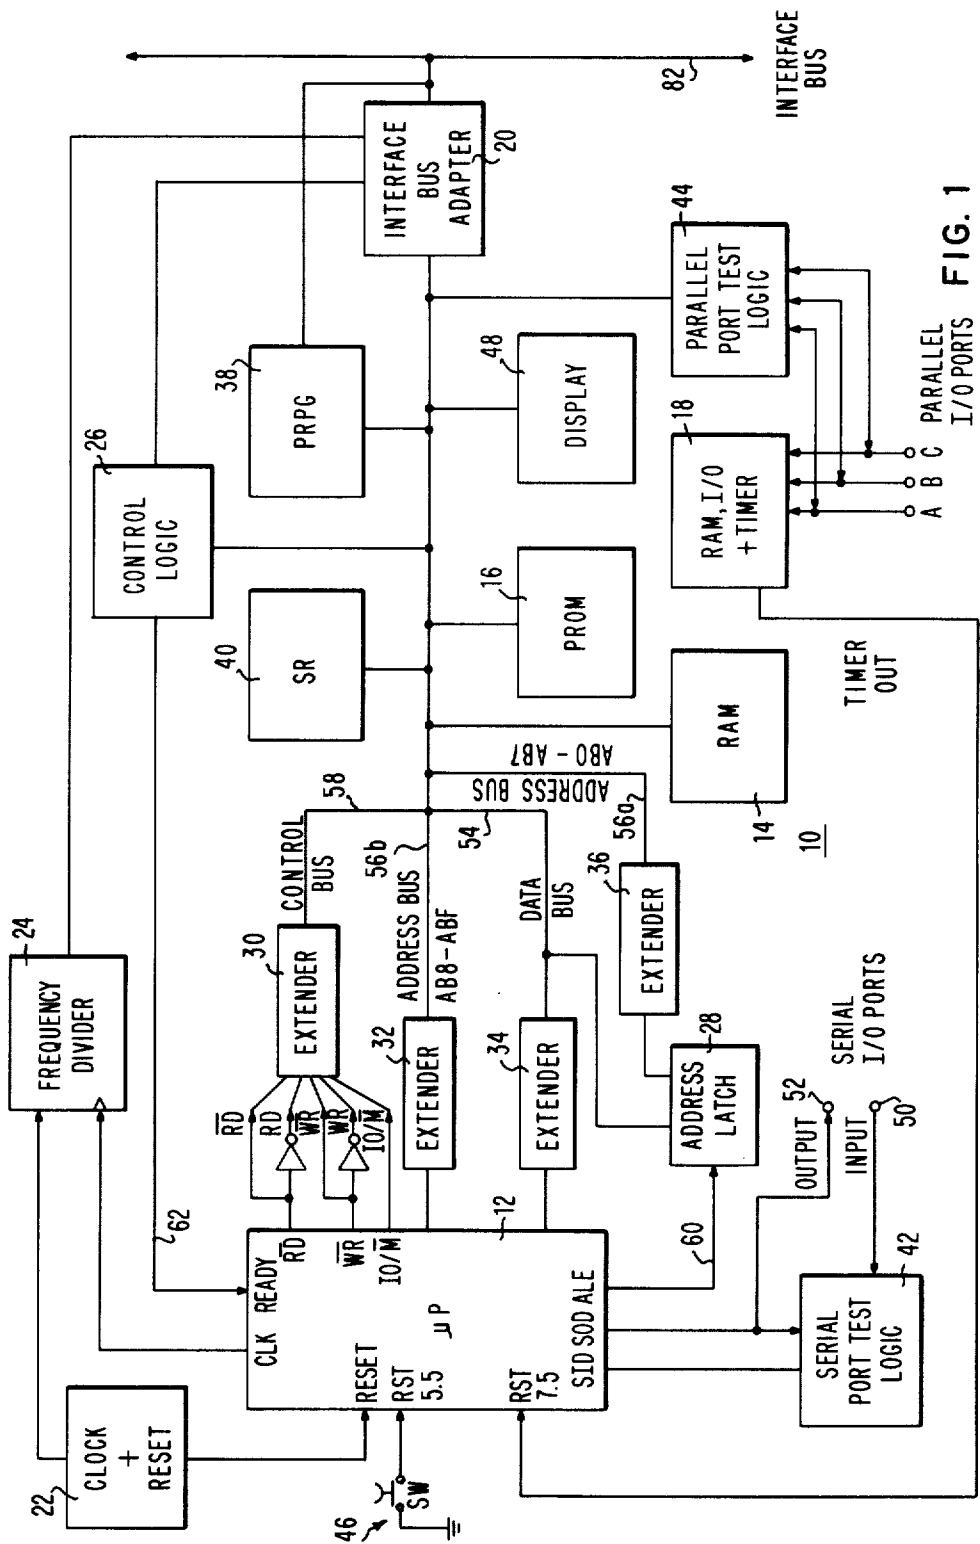 24
FREQUENCY
DIVIDER
26
CONTROL
LOGIC
62
22
CLOCK
+
RESET
CLK
READY
RESET
RST
5.5
RST
7.5
µP
12
RD
WR
IO/M
SID
SOD
ALE
RD
RD
WR
WR
IO/M
30
EXTENDER
CONTROL
BUS
58
32
EXTENDER
ADDRESS BUS
AB8-ABF
56b
34
EXTENDER
DATA
BUS
54
36
EXTENDER
56a
ADDRESS BUS
AB0-AB7
28
ADDRESS
LATCH
60
46
SW
40
SR
38
PRPG
INTERFACE
BUS
ADAPTER
20
82
INTERFACE
BUS
16
PROM
48
DISPLAY
14
RAM
10
18
RAM, I/O
+TIMER
44
PARALLEL
PORT TEST
LOGIC
TIMER
OUT
A
B
C
PARALLEL
I/O PORTS
42
SERIAL
PORT TEST
LOGIC
OUTPUT
52
INPUT
50
SERIAL
I/O PORTS
FIG. 1